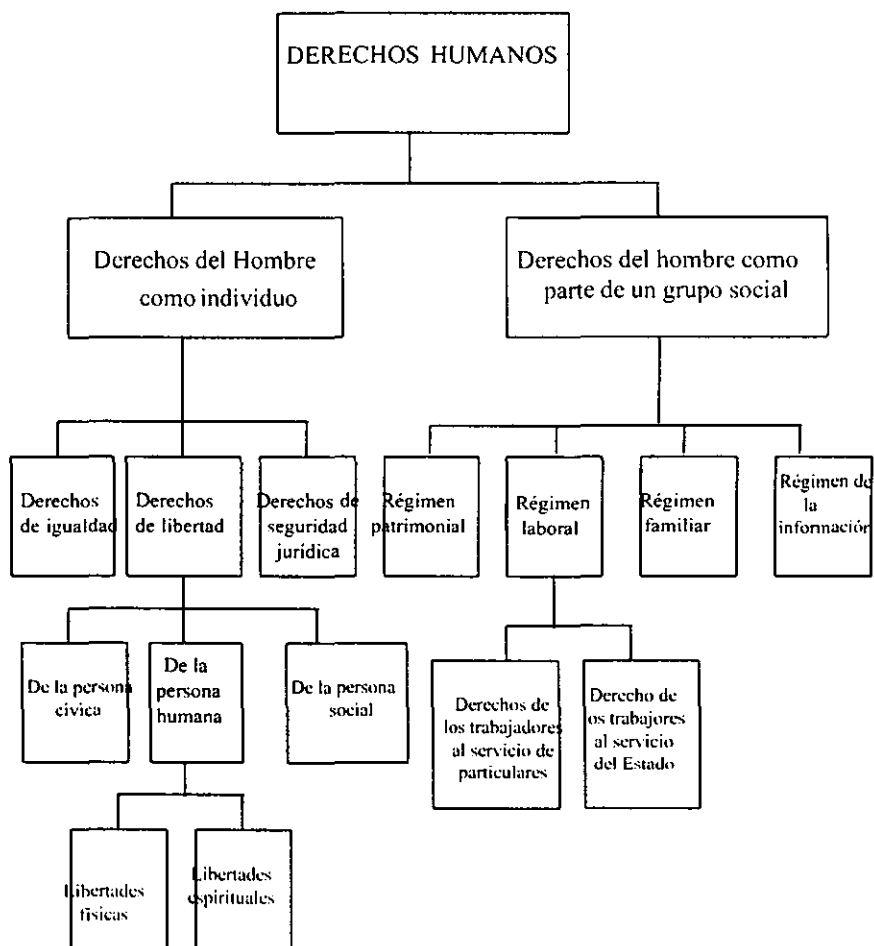 DERECHOS HUMANOS
Derechos del Hombre
como individuo
Derechos del hombre como
parte de un grupo social
Derechos
de igualdad
Derechos
de libertad
Derechos de
seguridad
jurídica
Régimen
patrimonial
Régimen
laboral
Régimen
familiar
Régimen de
la
información
De la persona
cívica
De la
persona
humana
De la persona
social
Derechos de
los trabajadores
al servicio de
particulares
Derecho de
os trabajores
al servicio
del Estado
Libertades
físicas
Libertades
espirituales